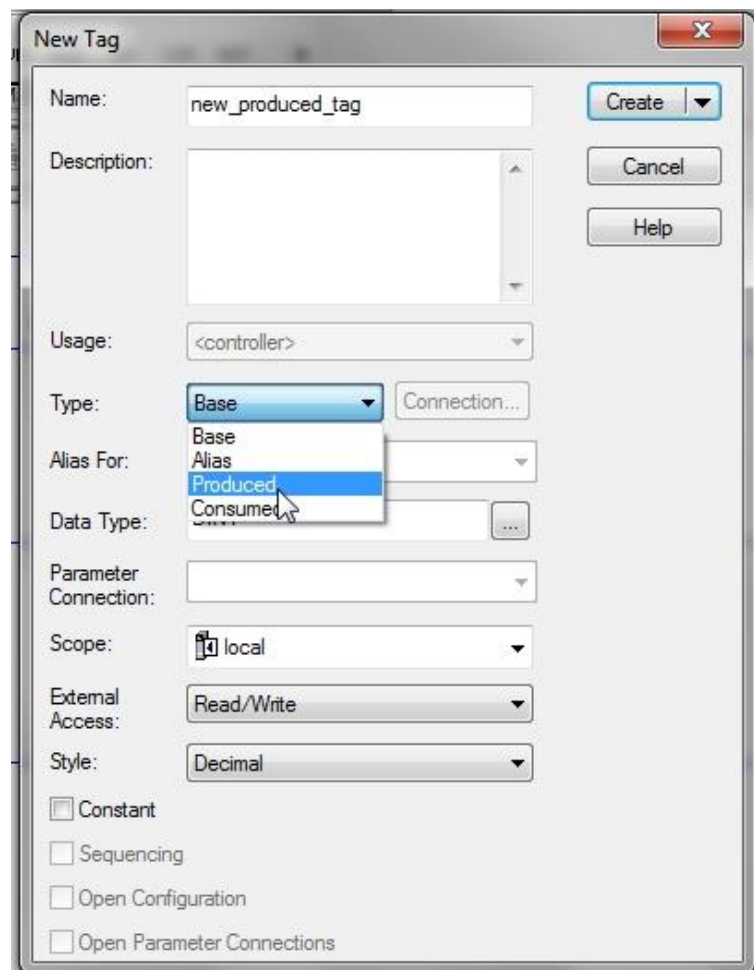 New Tag
Name:
new_produced_tag
Create
Description:
Cancel
Help
Usage:
<controller>
Type:
Base
Connection...
Base
Alias For:
Alias
Produced
Data Type:
Consumed
...
Parameter
Connection:
Scope:
local
External
Access:
Read/Write
Style:
Decimal
Constant
Sequencing
Open Configuration
Open Parameter Connections